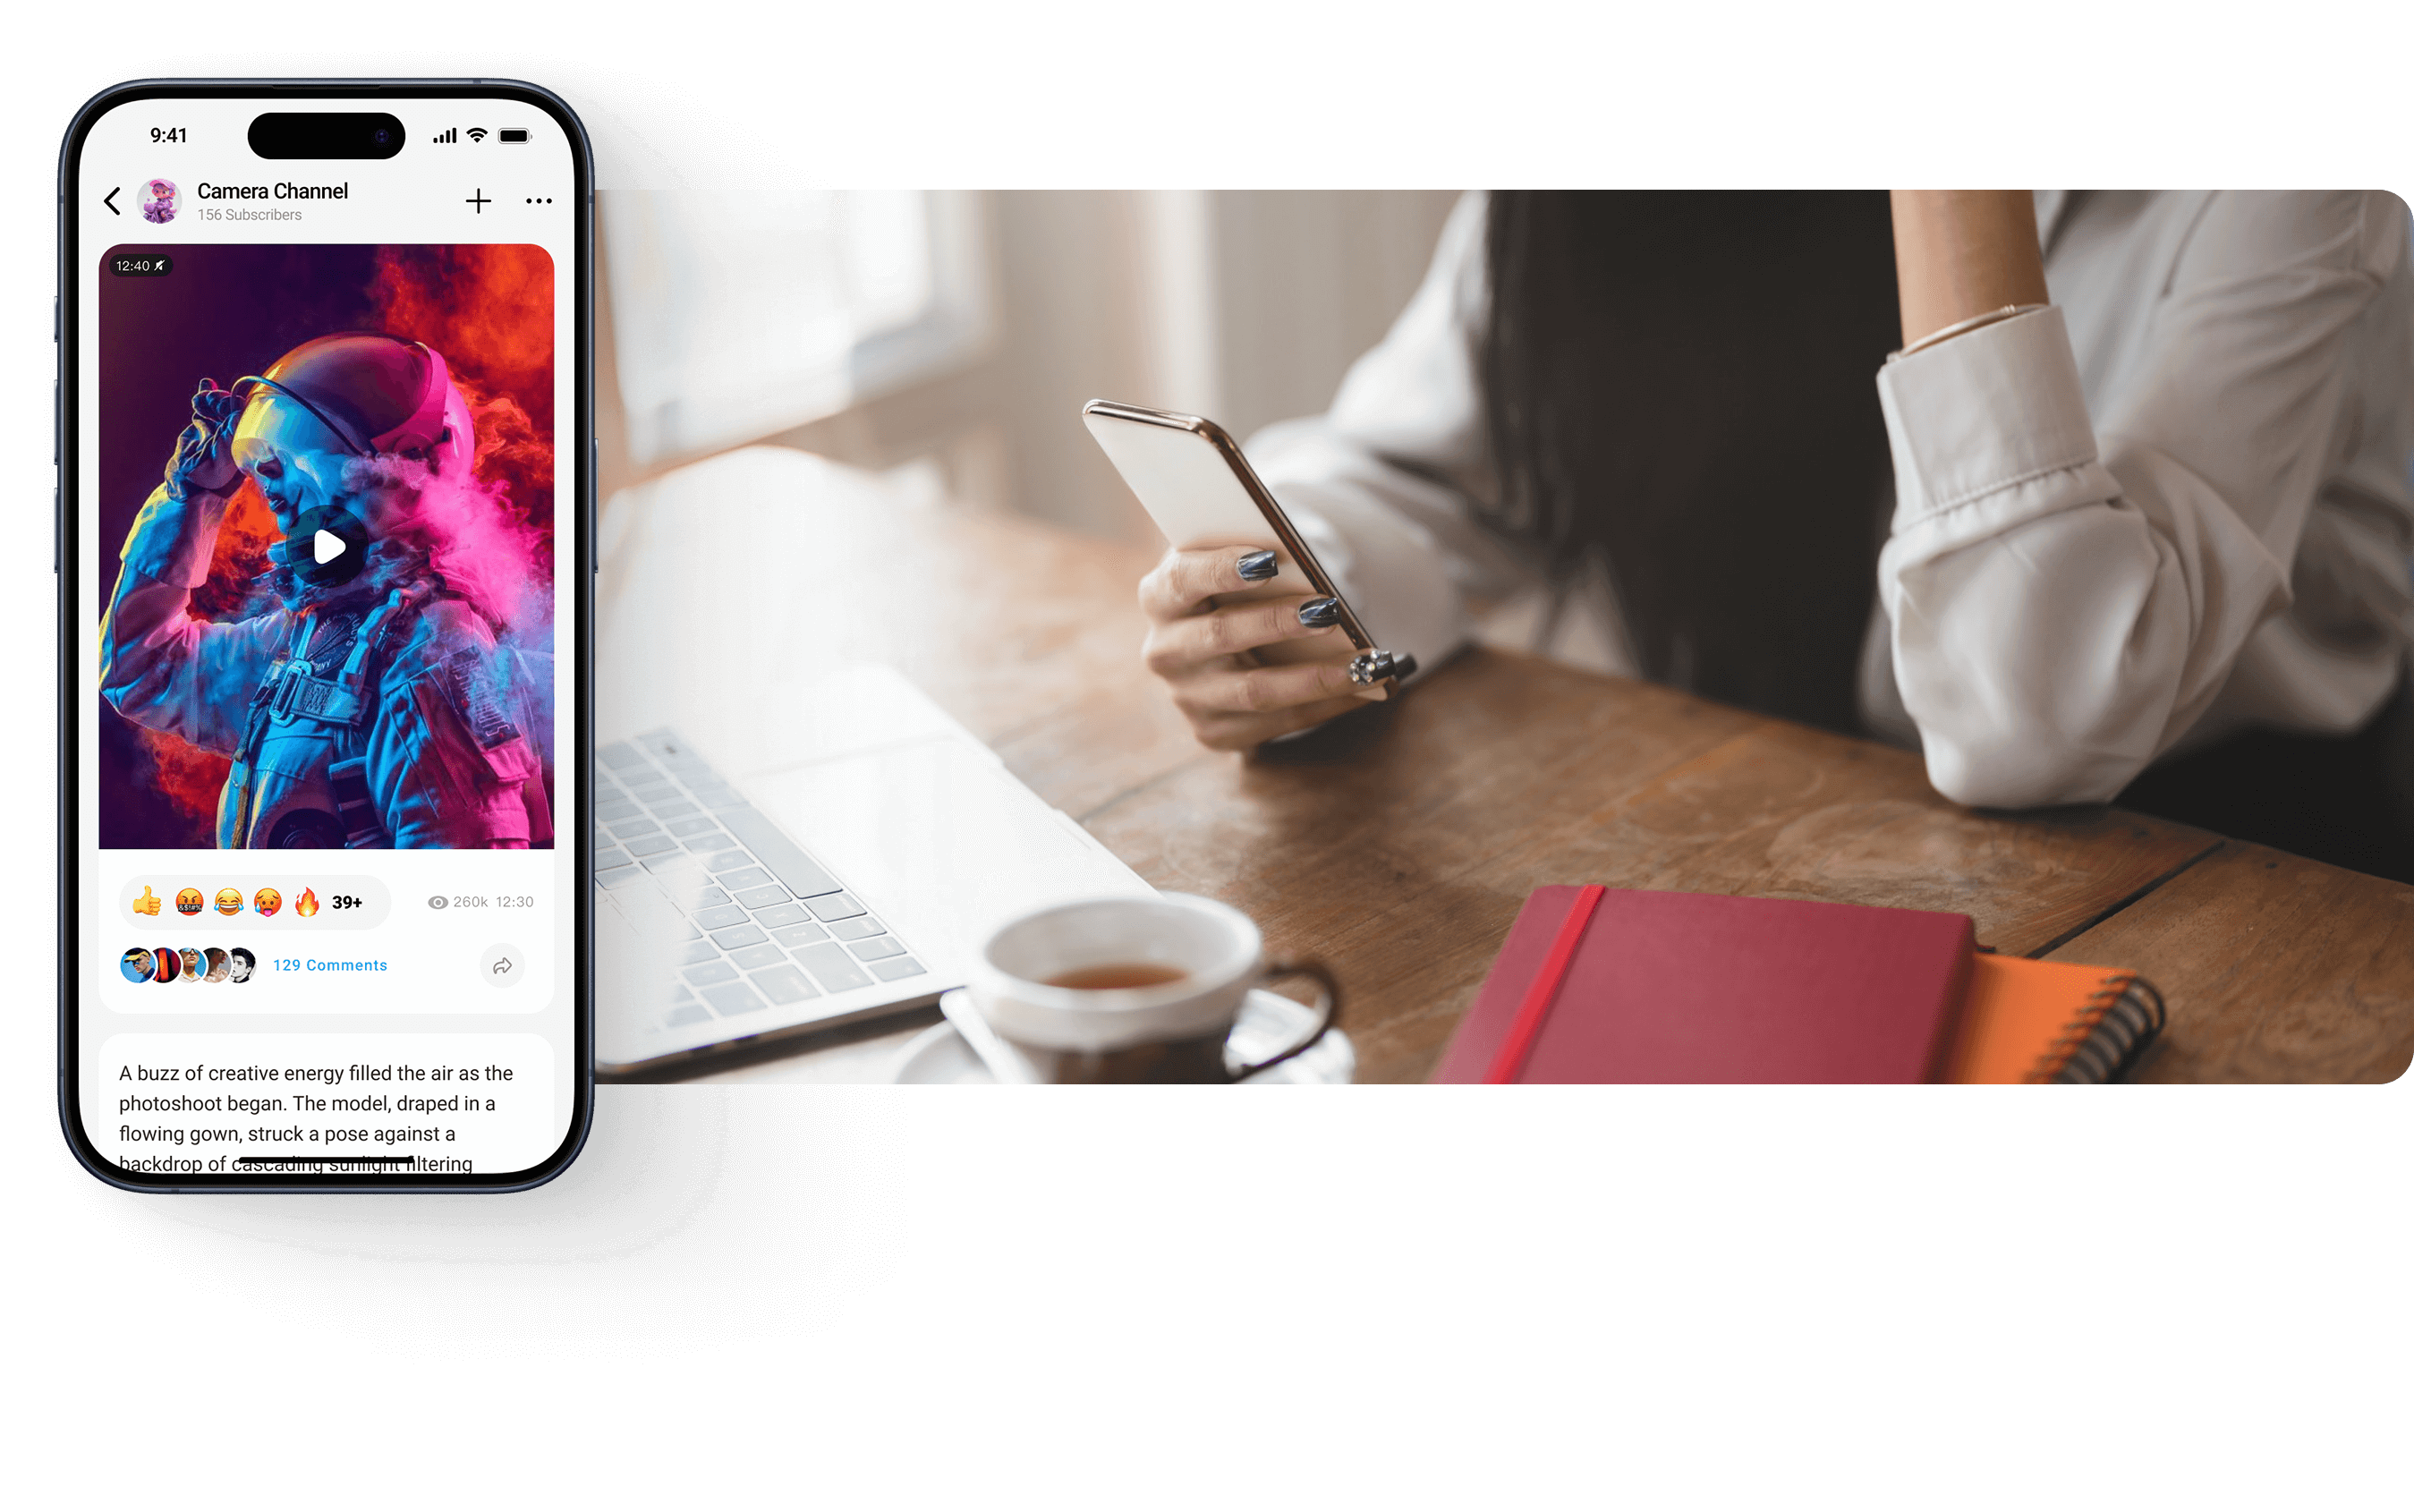 9:41
Camera Channel
156 Subscribers
12:40
39+
260k 12:30
129 Comments
A buzz of creative energy filled the air as the
photoshoot began. The model, draped in a
flowing gown, struck a pose against a
backdrop of cascading sunlight filtering